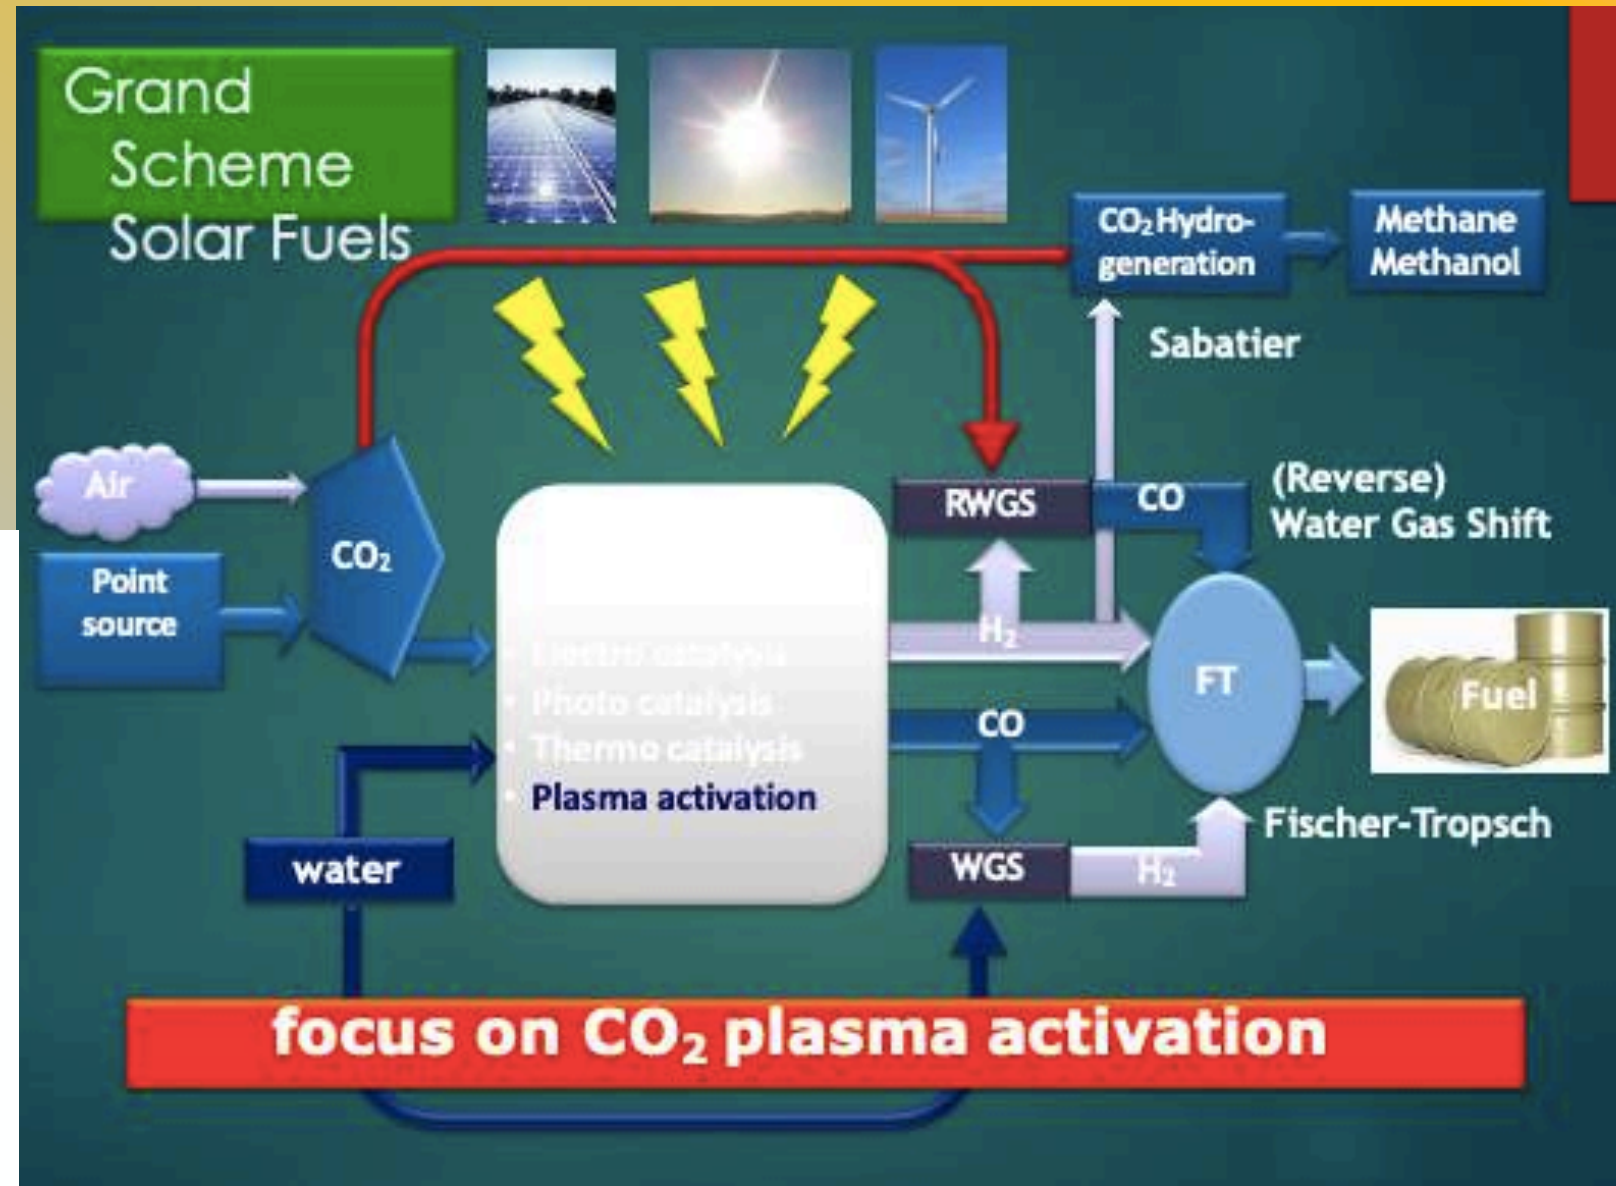 Grand
Scheme
Solar Fuels
CO₂ Hydro-
generation
Methane
Methanol
Sabatier
Air
CO₂
Point
source
RWGS
CO
(Reverse)
Water Gas Shift
• Electro catalysis
• Photo catalysis
• Thermo catalysis
• Plasma activation
H₂
CO
FT
Fuel
Fischer-Tropsch
water
WGS
H₂
focus on CO₂ plasma activation